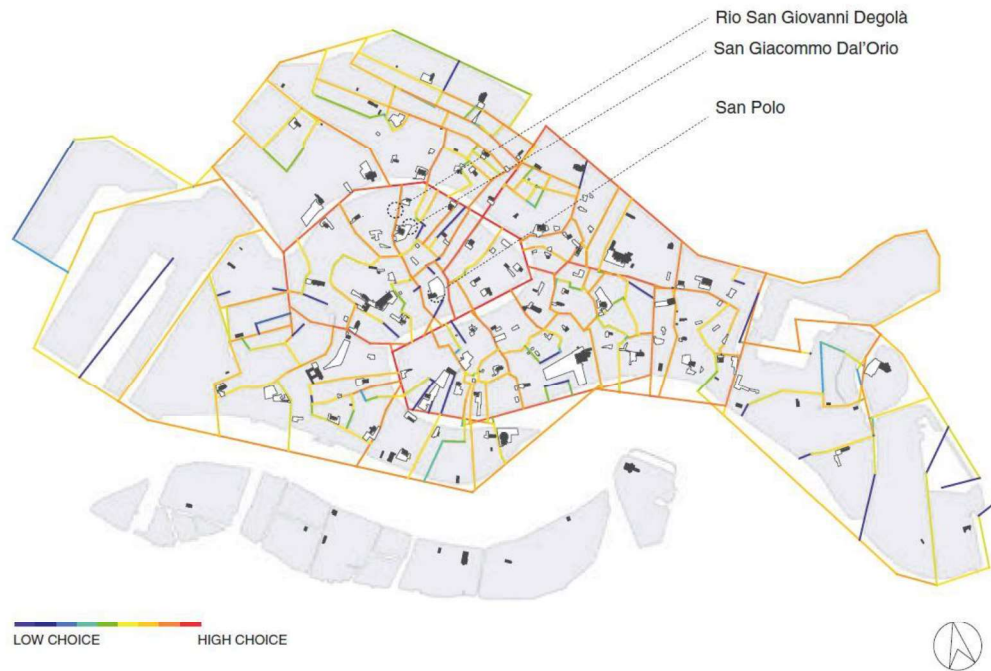 Rio San Giovanni Degolà
San Giacommo Dal'Orio
San Polo
LOW CHOICE HIGH CHOICE